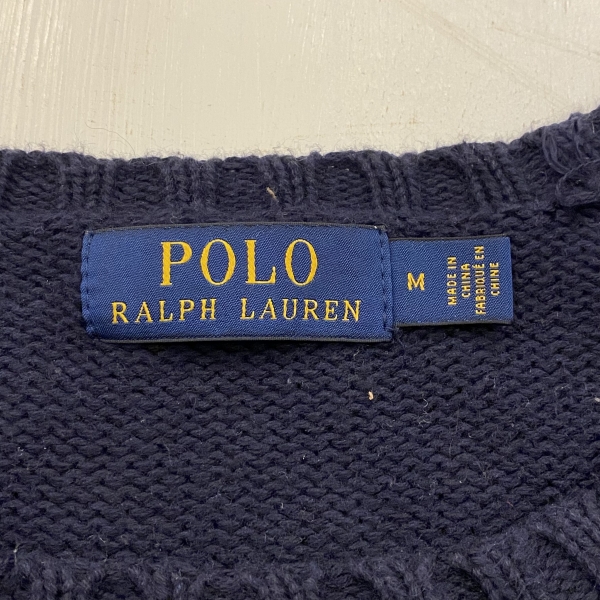 POLO
RALPH LAUREN
M
MADE IN
CHINA
FABRIQUÉ EN
CHINE